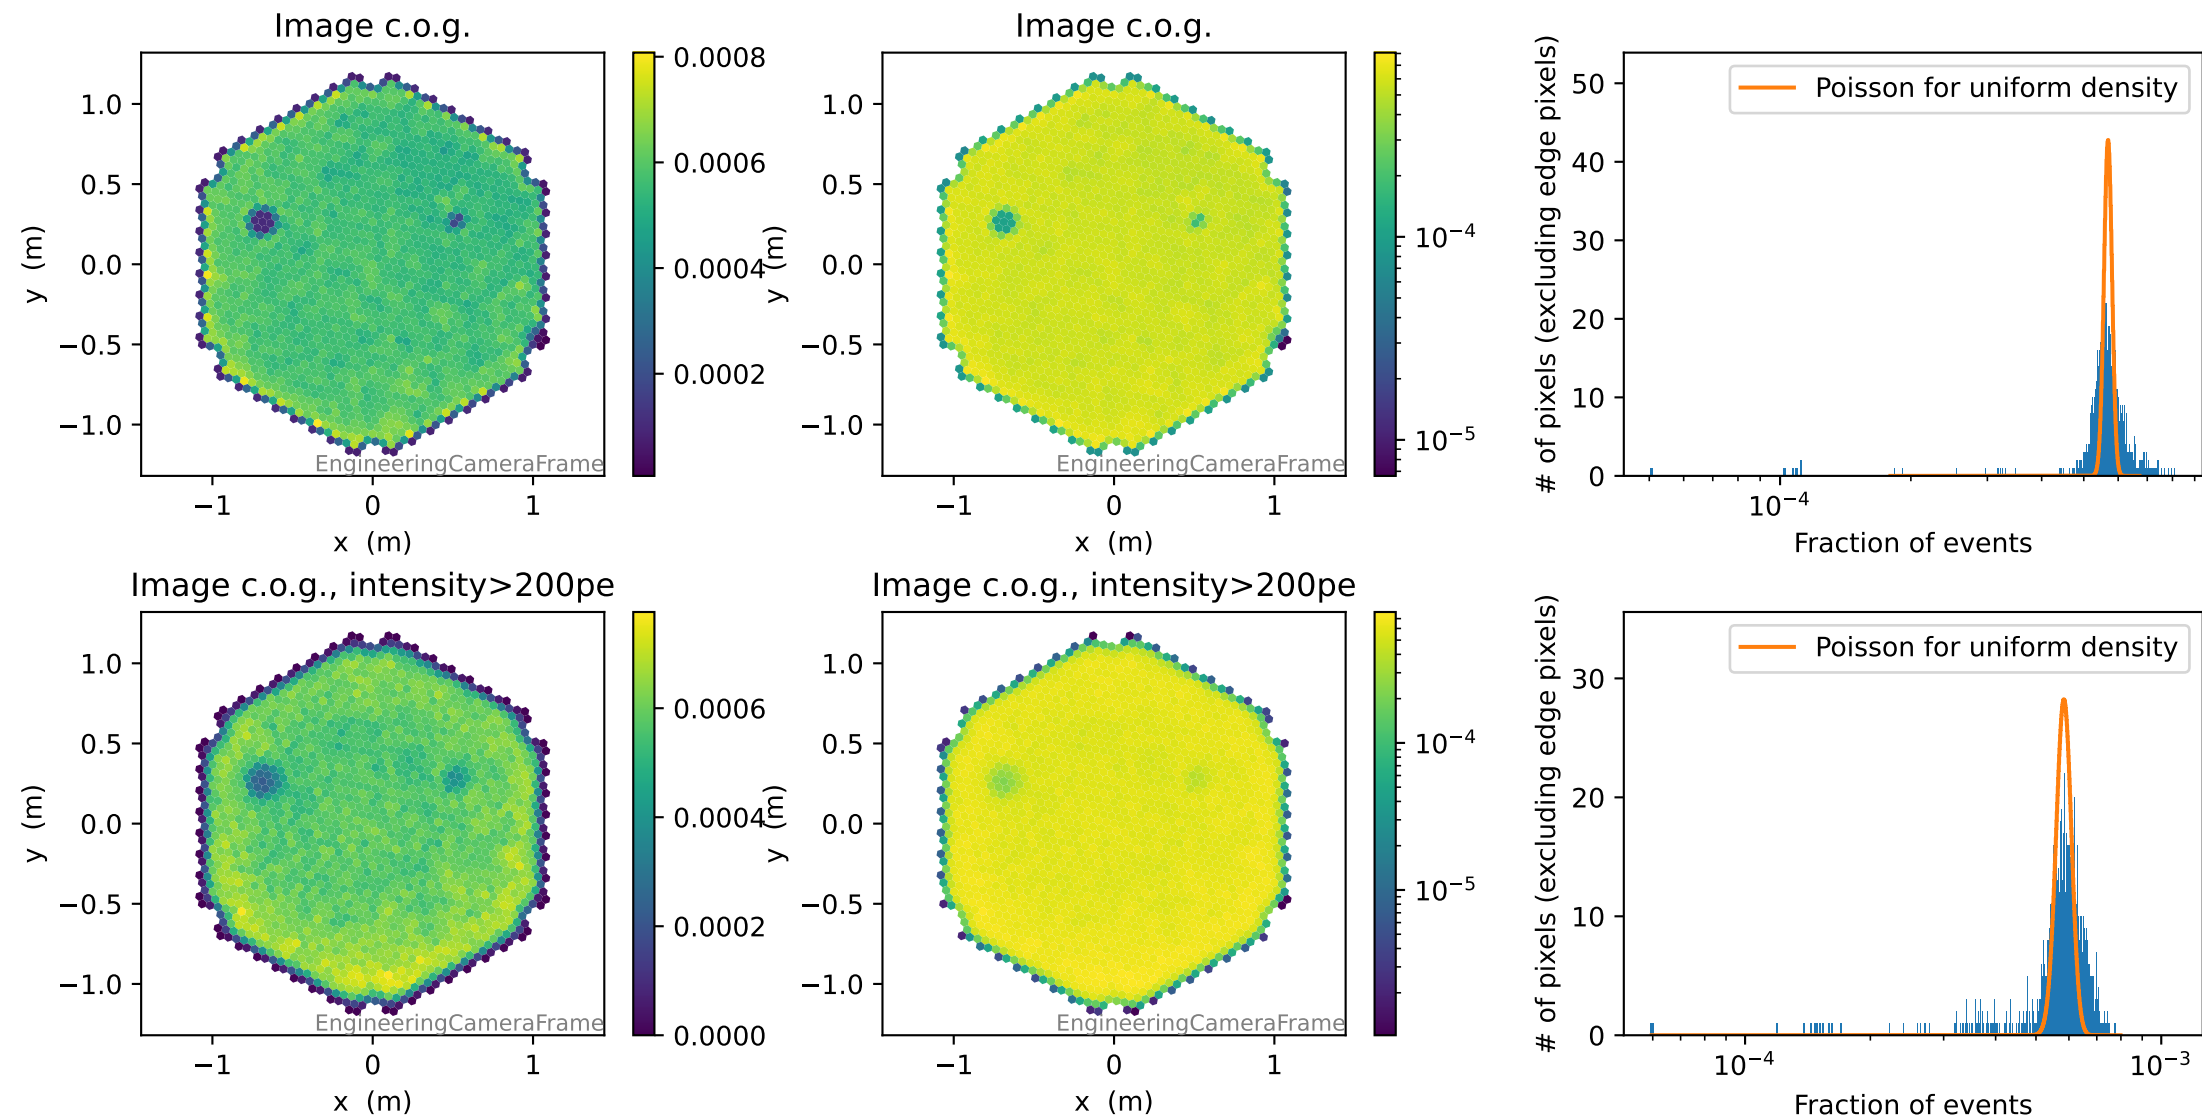 Image c.o.g.
y (m)
1.0
0.5
0.0
−0.5
−1.0
−1
0
1
x (m)
EngineeringCameraFrame
0.0008
0.0006
0.0004
0.0002
Image c.o.g.
y (m)
1.0
0.5
0.0
−0.5
−1.0
−1
0
1
x (m)
EngineeringCameraFrame
10⁻⁴
10⁻⁵
# of pixels (excluding edge pixels)
50
40
30
20
10
0
Poisson for uniform density
10⁻⁴
Fraction of events
Image c.o.g., intensity>200pe
y (m)
1.0
0.5
0.0
−0.5
−1.0
−1
0
1
x (m)
EngineeringCameraFrame
0.0006
0.0004
0.0002
0.0000
Image c.o.g., intensity>200pe
y (m)
1.0
0.5
0.0
−0.5
−1.0
−1
0
1
x (m)
EngineeringCameraFrame
10⁻⁴
10⁻⁵
# of pixels (excluding edge pixels)
30
20
10
0
Poisson for uniform density
10⁻⁴
10⁻³
Fraction of events